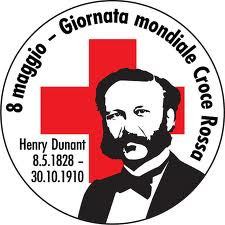 8 maggio – Giornata mondiale Croce Rossa
Henry Dunant
8.5.1828 –
30.10.1910